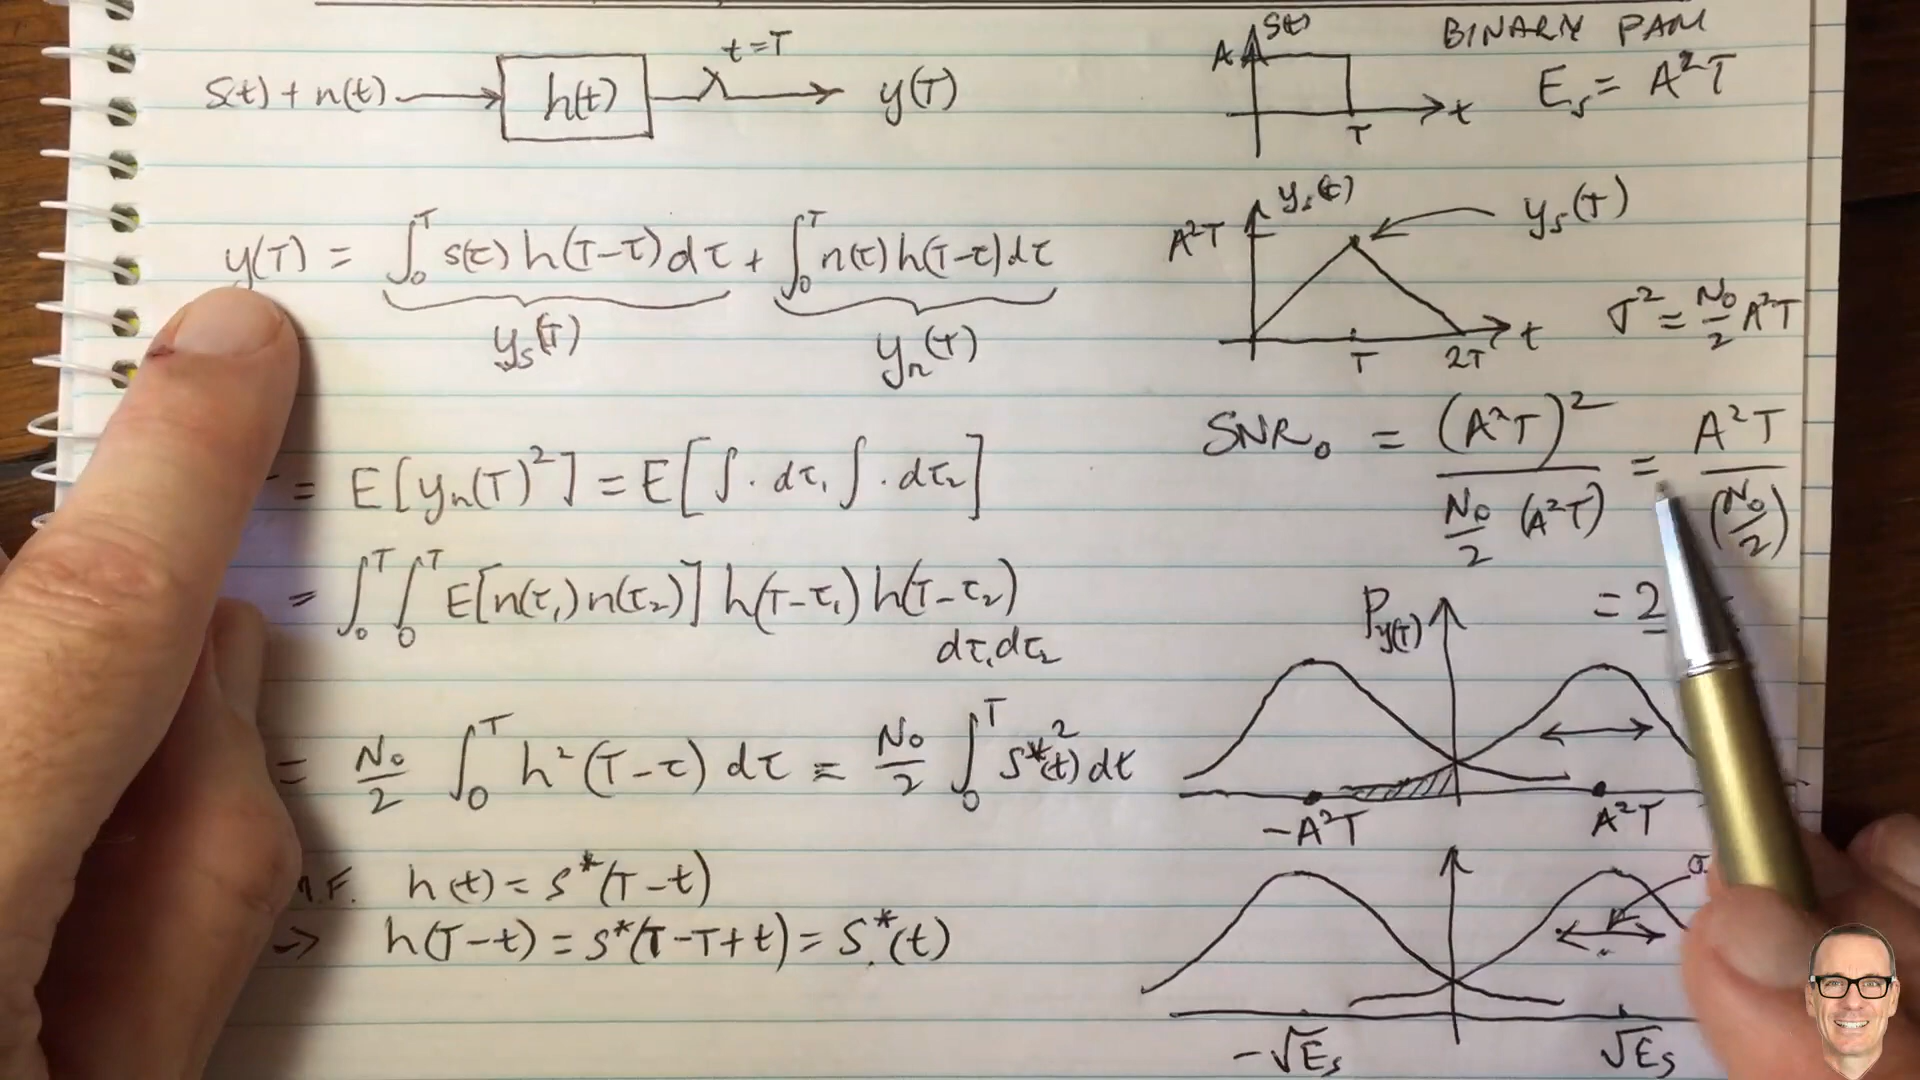 S(t) + n(t) → h(t) t=T → y(T)
y(T) = ∫₀ᵀ s(τ) h(T-τ) dτ + ∫₀ᵀ n(τ) h(T-τ) dτ
yₛ(T) yₙ(T)
= E[yₙ(T)²] = E[∫· dτ₁ ∫· dτ₂]
= ∫₀ᵀ ∫₀ᵀ E[n(τ₁) n(τ₂)] h(T-τ₁) h(T-τ₂)
dτ₁ dτ₂
= N₀/2 ∫₀ᵀ h²(T-τ) dτ = N₀/2 ∫₀ᵀ S*²(t) dt
.F. h(t) = s*(T-t)
→ h(T-t) = s*(T-T+t) = S*(t)
BINARY PAM
A S(t)
T t
Eₛ = A²T
yₛ(t) yₛ(T)
A²T
T 2T t
σ² = N₀/2 A²T
SNR₀ = (A²T)² / N₀/2 (A²T) = A²T / (N₀/2)
= 2
P y(T)
-A²T A²T
σ
-√Eₛ √Eₛ